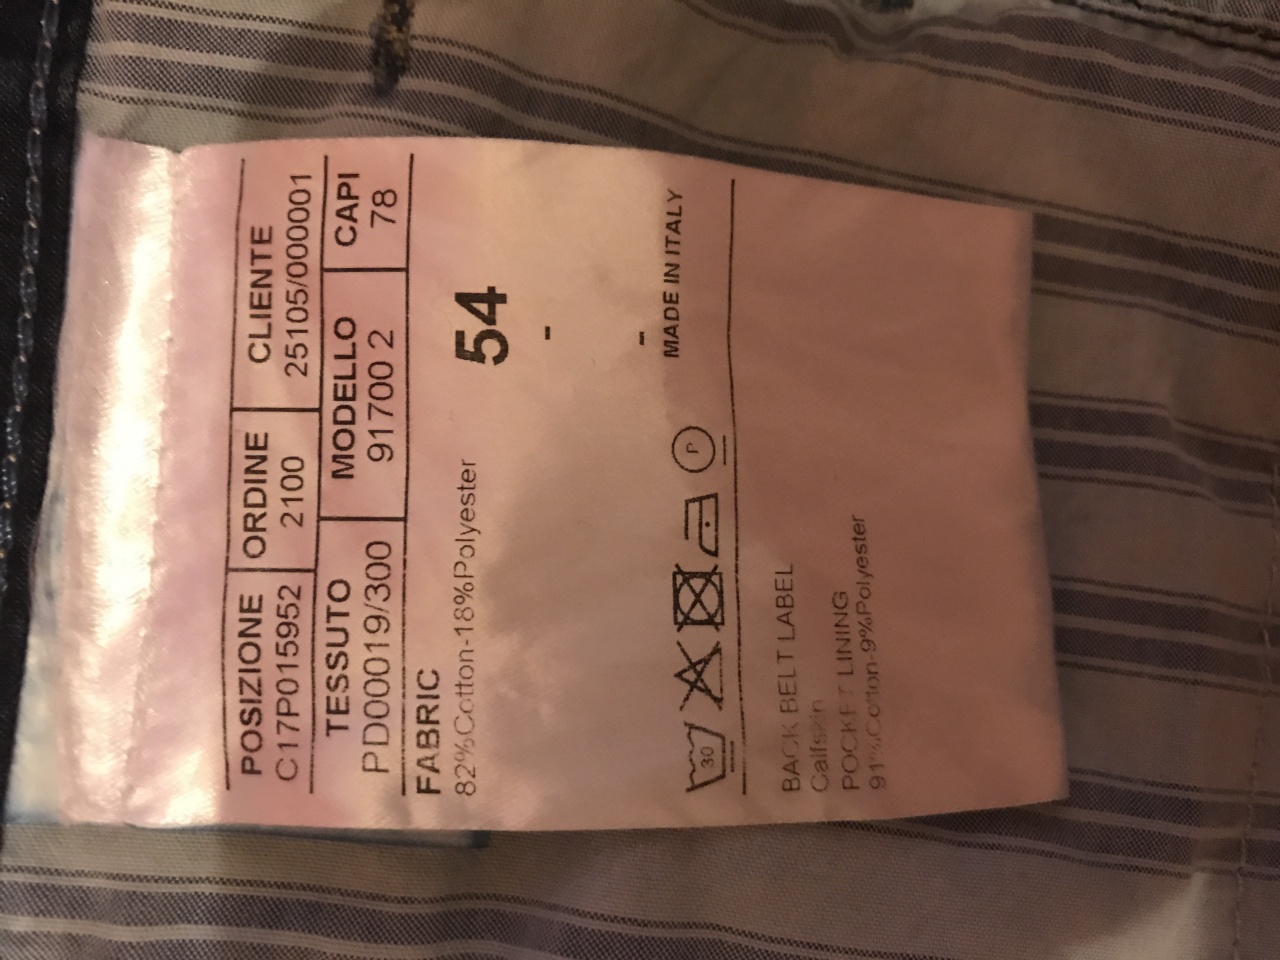 POSIZIONE ORDINE CLIENTE
C17P015952 2100 25105/000001
TESSUTO MODELLO CAPI
PD00019/300 91700 2 78
FABRIC
82%Cotton-18%Polyester
54
-
-
30 P MADE IN ITALY
BACK BELT LABEL
Calfskin
POCKET LINING
91%Cotton-9%Polyester